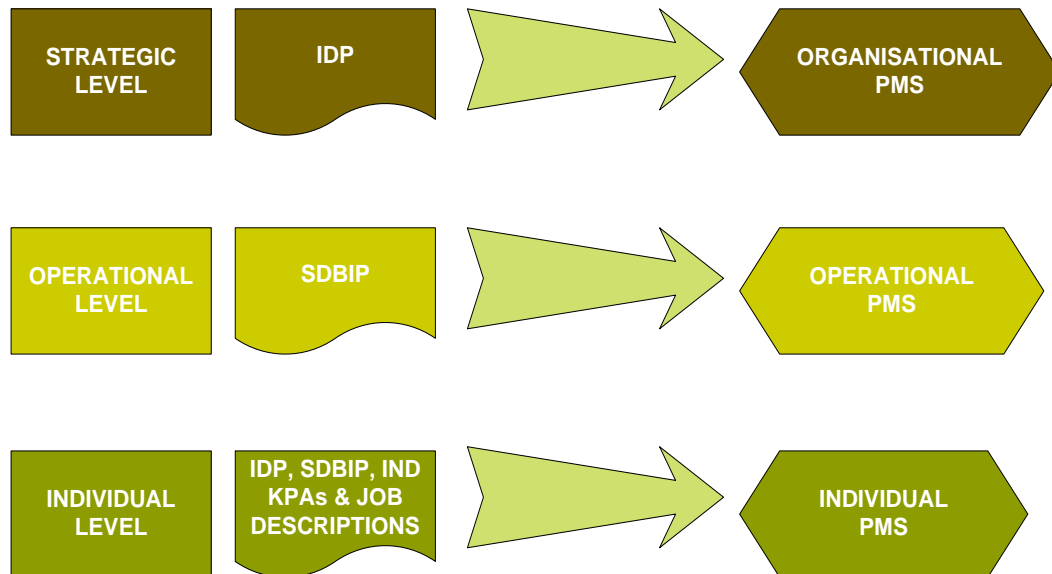 STRATEGIC
LEVEL
IDP
ORGANISATIONAL
PMS
OPERATIONAL
LEVEL
SDBIP
OPERATIONAL
PMS
INDIVIDUAL
LEVEL
IDP, SDBIP, IND
KPAs & JOB
DESCRIPTIONS
INDIVIDUAL
PMS